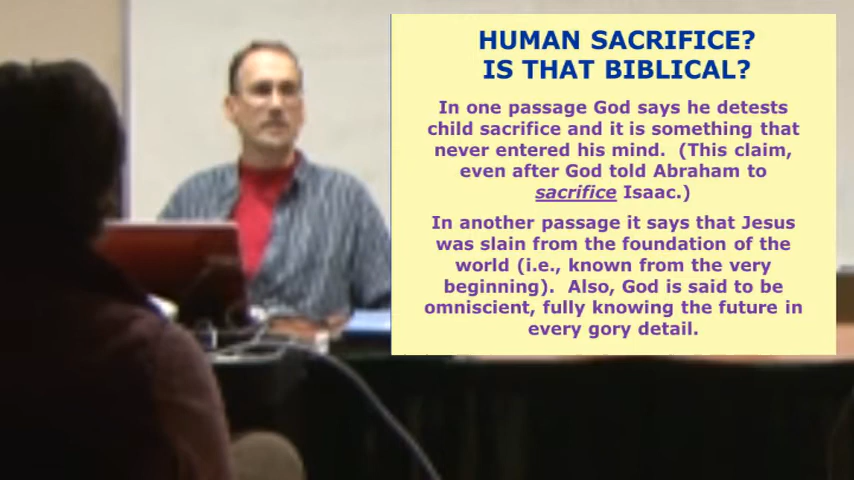 HUMAN SACRIFICE?
IS THAT BIBLICAL?
In one passage God says he detests
child sacrifice and it is something that
never entered his mind.  (This claim,
even after God told Abraham to
sacrifice Isaac.)
In another passage it says that Jesus
was slain from the foundation of the
world (i.e., known from the very
beginning).  Also, God is said to be
omniscient, fully knowing the future in
every gory detail.